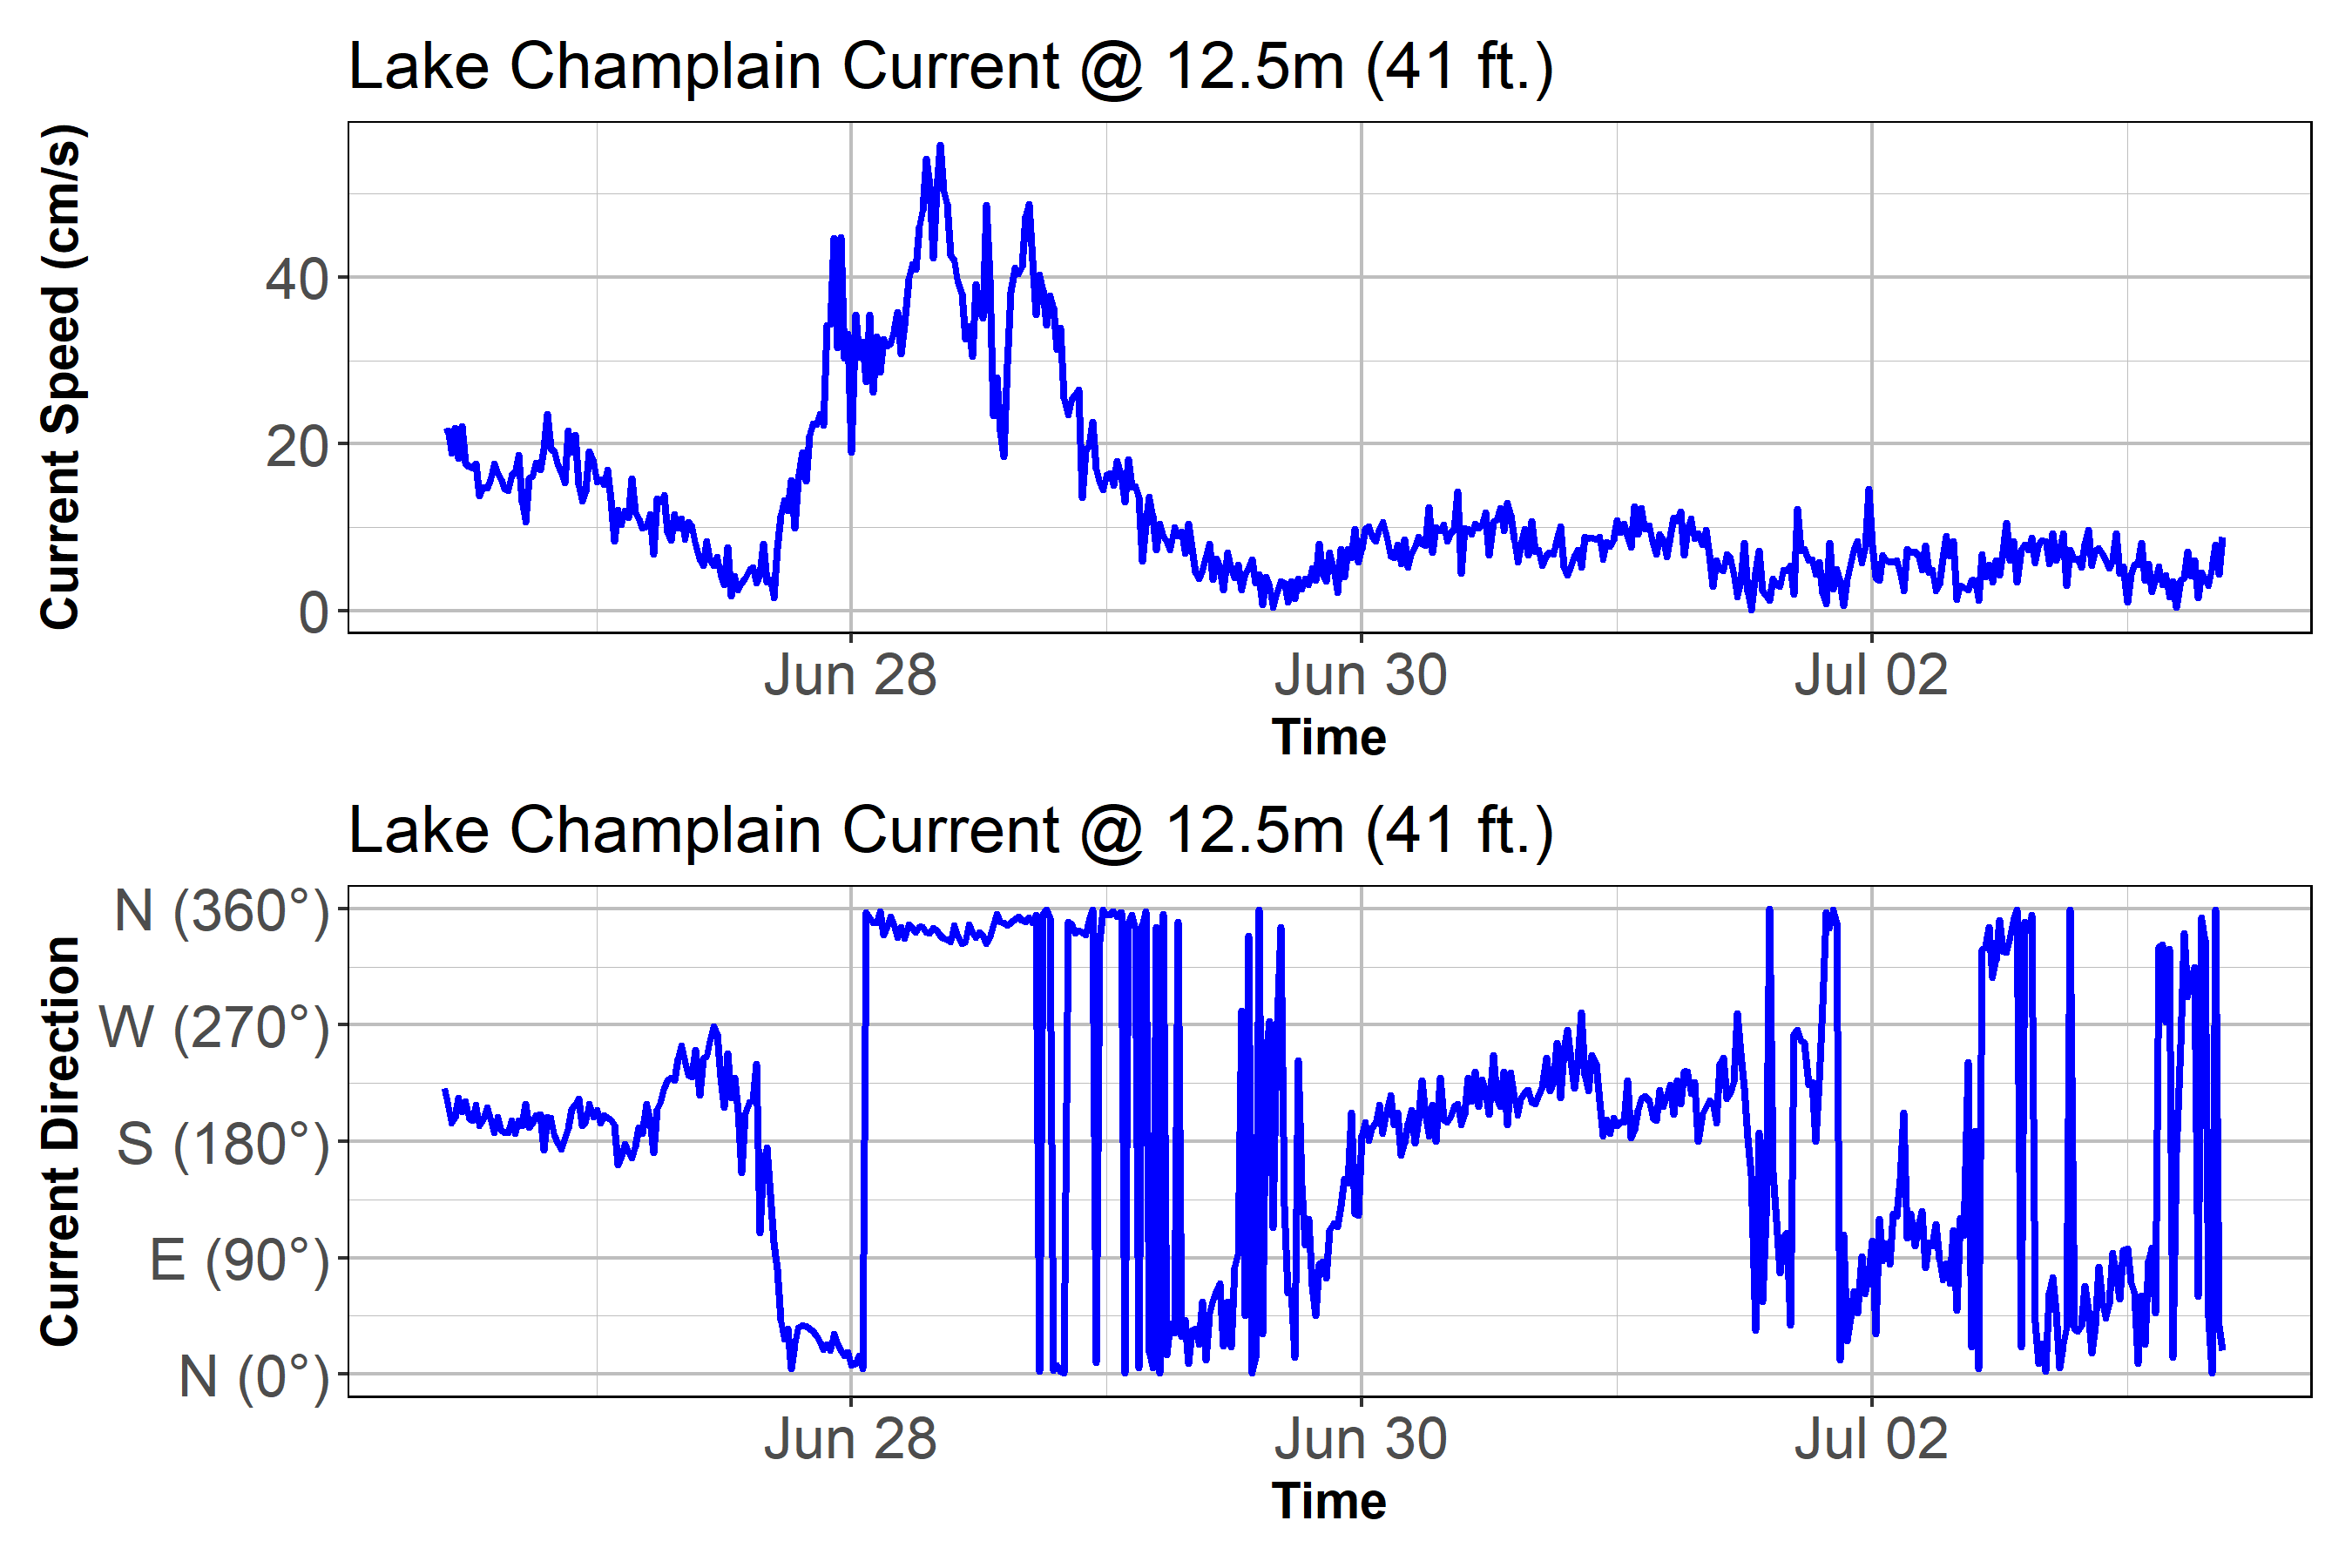 Lake Champlain Current @ 12.5m (41 ft.)
Current Speed (cm/s)
40
20
0
Jun 28
Jun 30
Jul 02
Time
Lake Champlain Current @ 12.5m (41 ft.)
Current Direction
N (360°)
W (270°)
S (180°)
E (90°)
N (0°)
Jun 28
Jun 30
Jul 02
Time